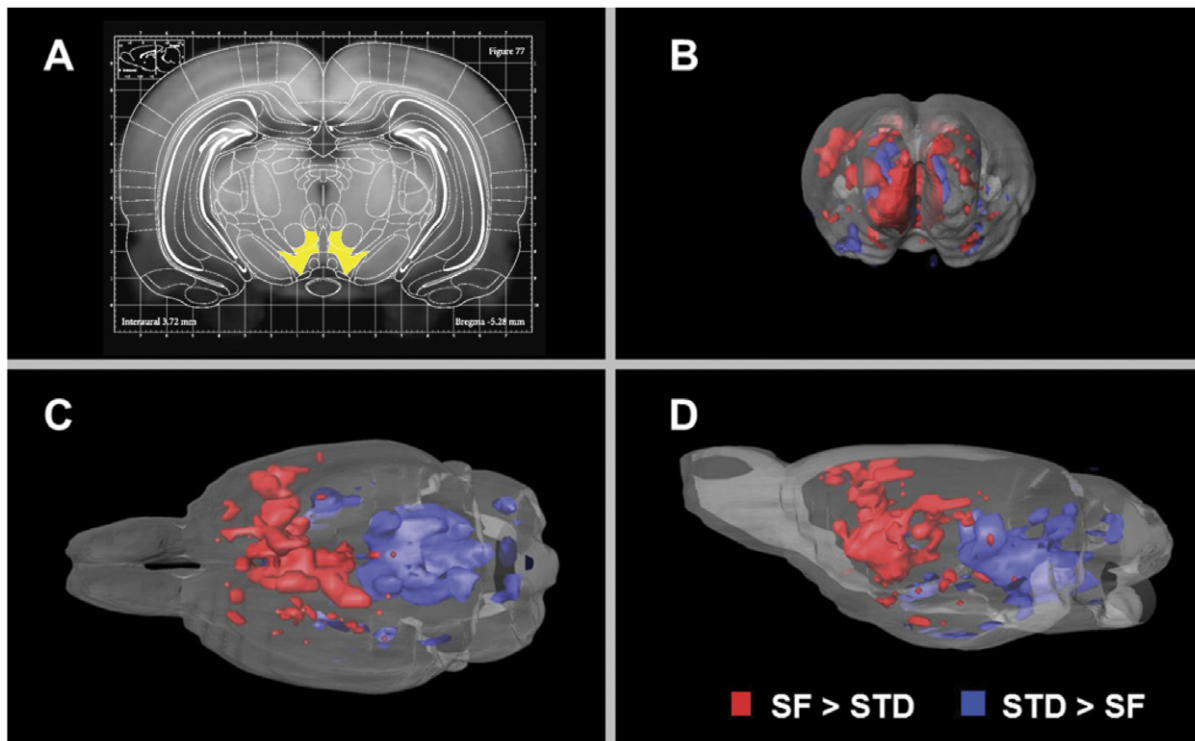 A
Figure 77
Interaural 3.72 mm
Bregma -5.28 mm
B
C
D
SF > STD
STD > SF